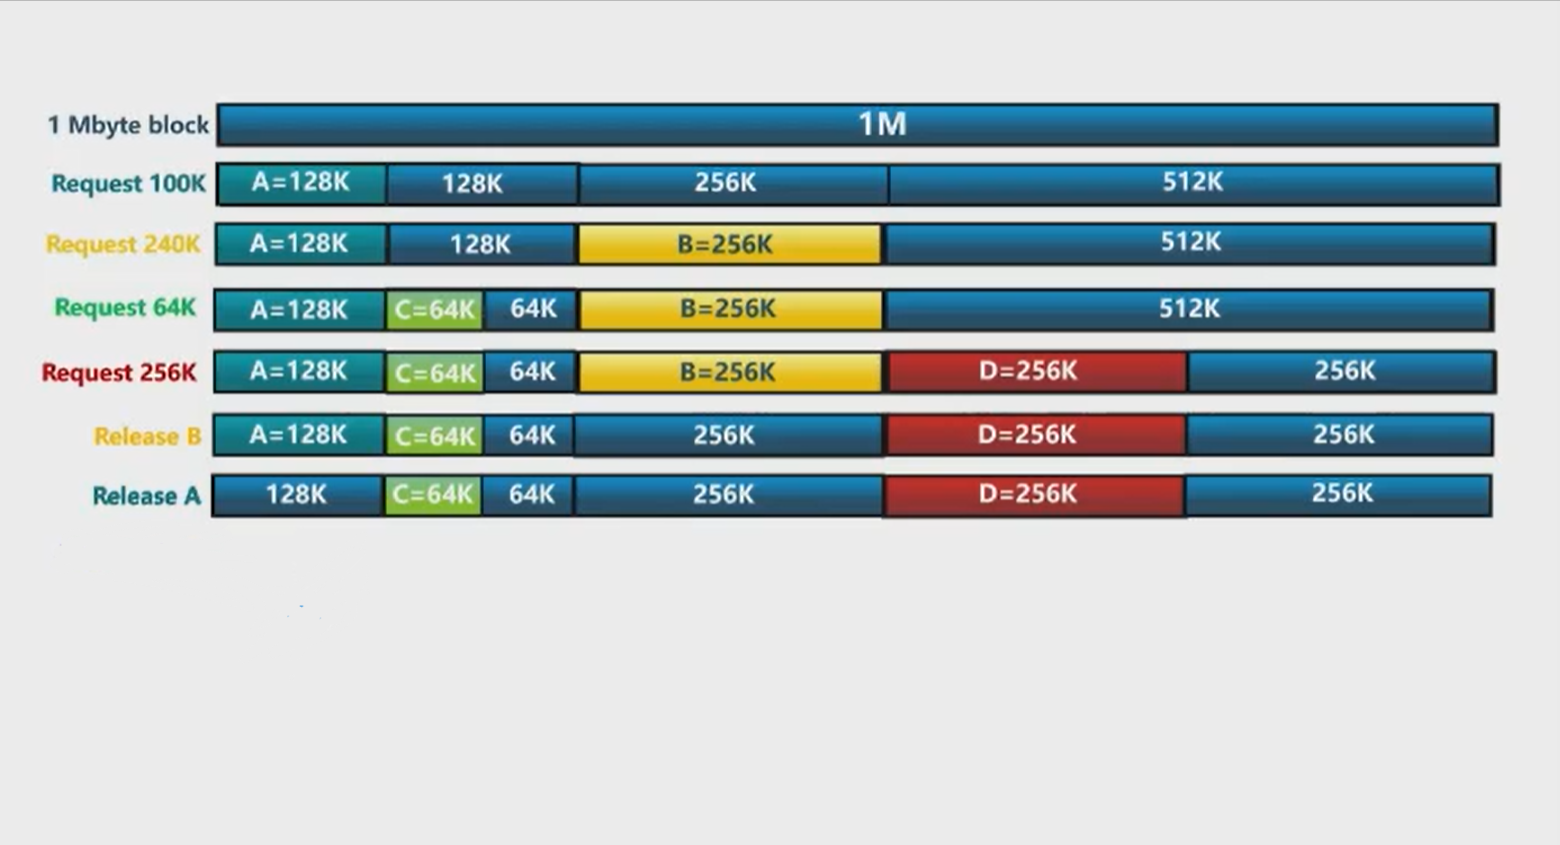 1 Mbyte block 1M
Request 100K A=128K 128K 256K 512K
Request 240K A=128K 128K B=256K 512K
Request 64K A=128K C=64K 64K B=256K 512K
Request 256K A=128K C=64K 64K B=256K D=256K 256K
Release B A=128K C=64K 64K 256K D=256K 256K
Release A 128K C=64K 64K 256K D=256K 256K